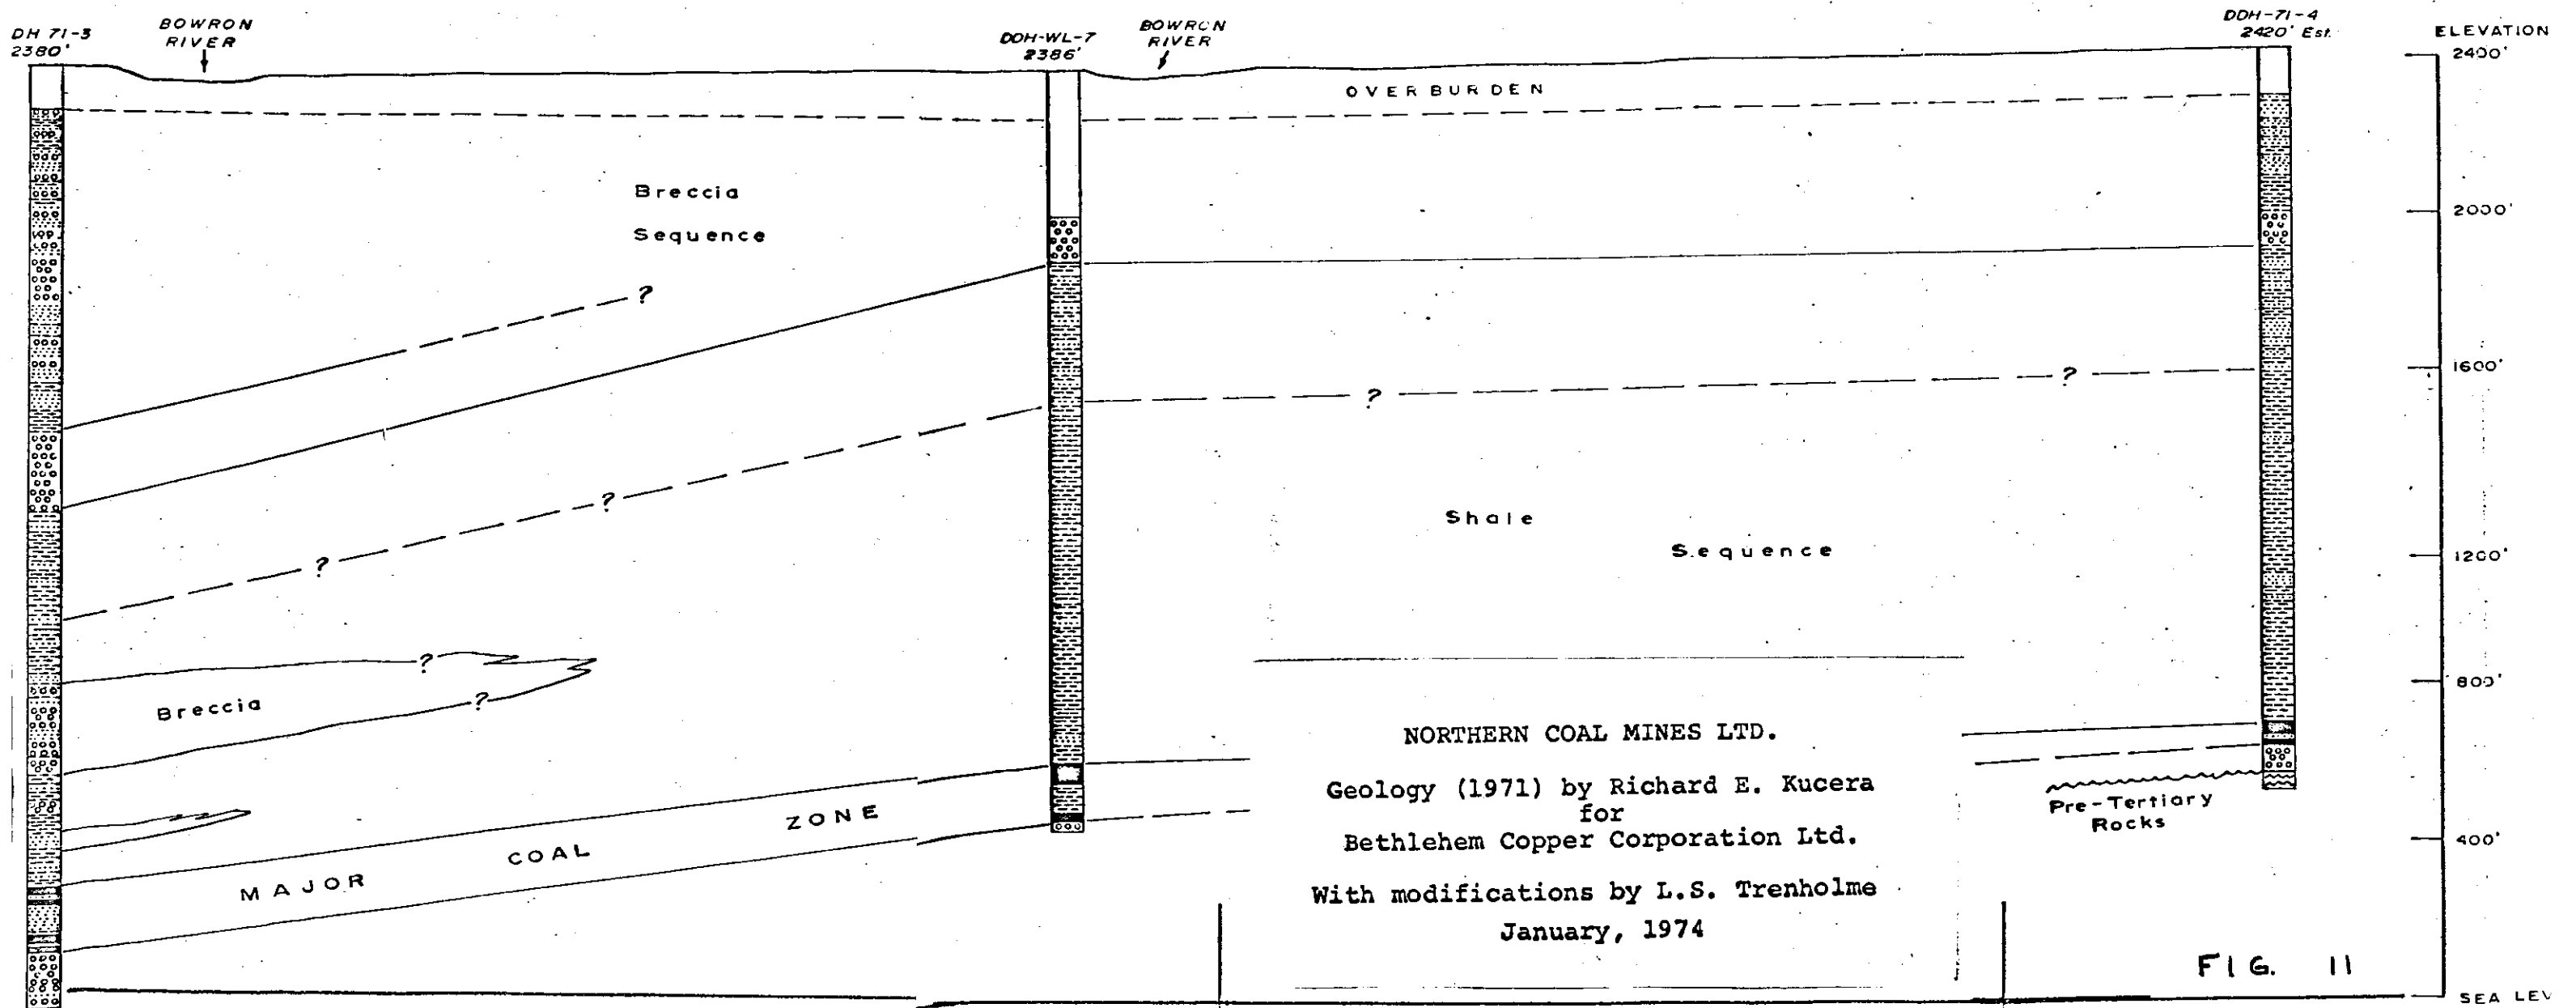 DH 71-3
2380'
BOWRON
RIVER
DDH-WL-7
2386'
BOWRON
RIVER
DDH-71-4
2420' Est.
ELEVATION
2400'
OVERBURDEN
Breccia
Sequence
2000'
?
1600'
?
?
?
?
Shale
Sequence
1200'
?
?
Breccia
800'
NORTHERN COAL MINES LTD.
Geology (1971) by Richard E. Kucera
for
Bethlehem Copper Corporation Ltd.
With modifications by L.S. Trenholme
January, 1974
Pre-Tertiary
Rocks
400'
MAJOR COAL ZONE
FIG. 11
SEA LEV